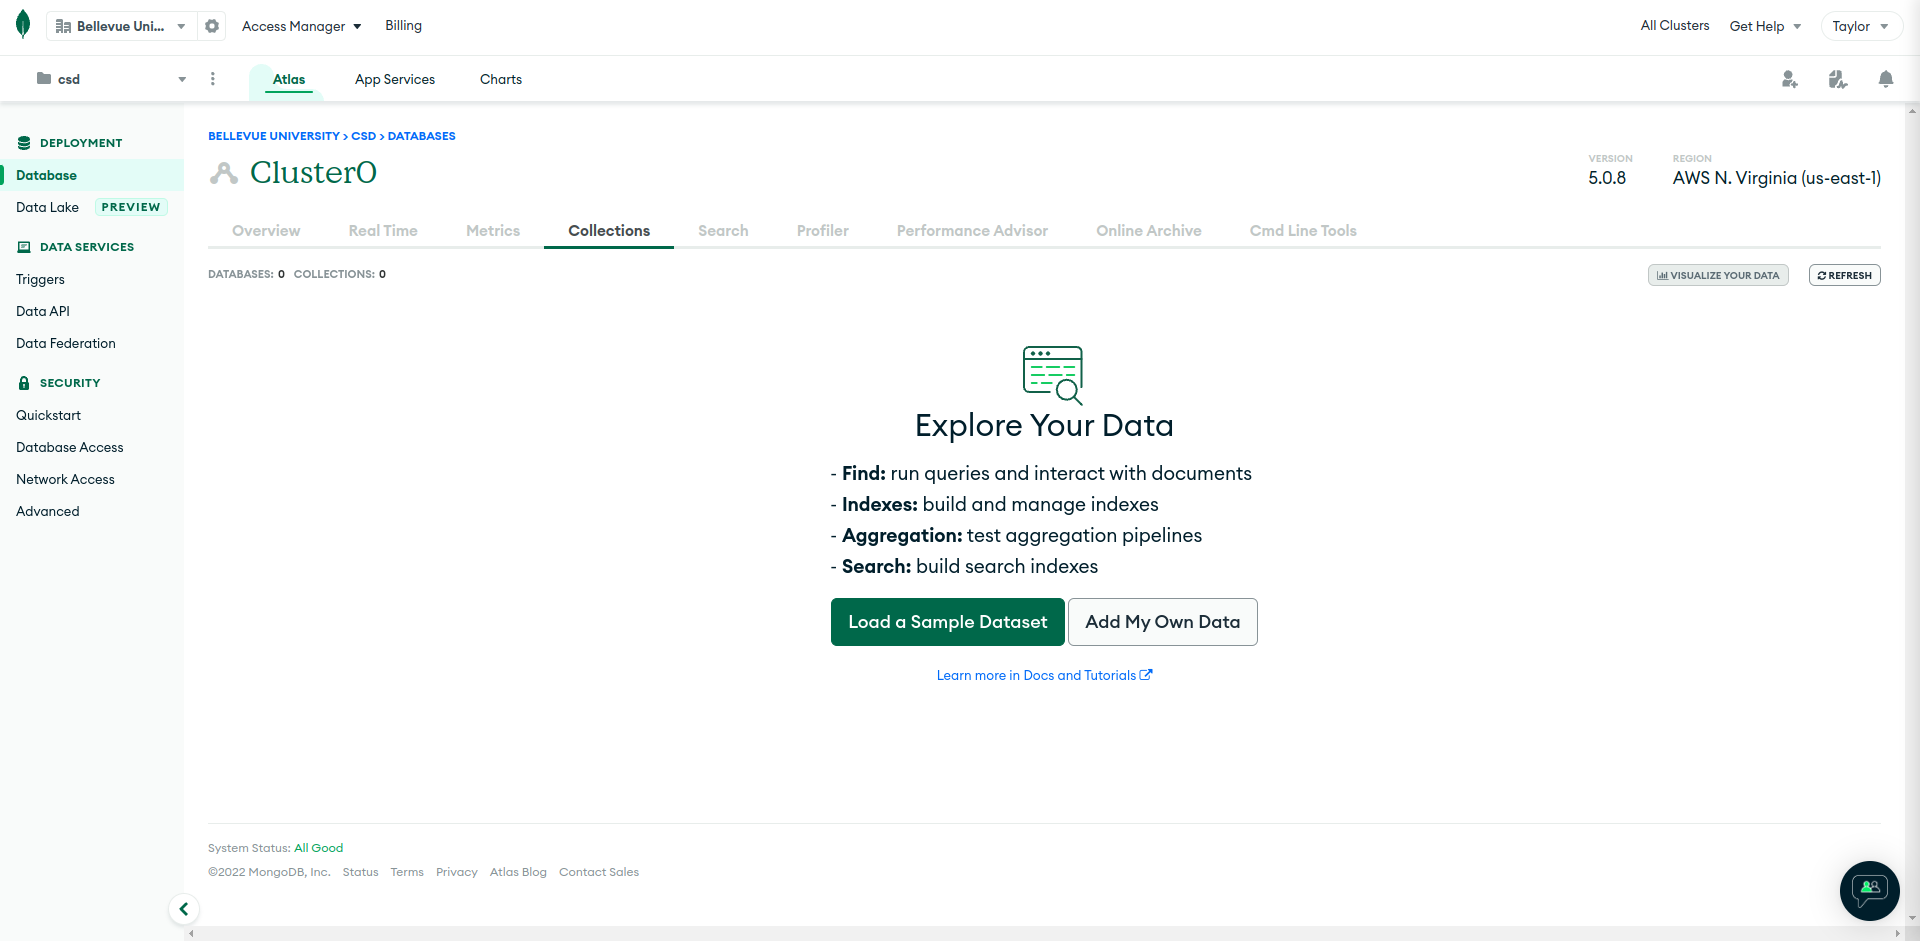 Bellevue Uni... Access Manager Billing All Clusters Get Help Taylor
csd Atlas App Services Charts
DEPLOYMENT
Database
Data Lake PREVIEW
DATA SERVICES
Triggers
Data API
Data Federation
SECURITY
Quickstart
Database Access
Network Access
Advanced
BELLEVUE UNIVERSITY > CSD > DATABASES
Cluster0
VERSION
5.0.8
REGION
AWS N. Virginia (us-east-1)
Overview Real Time Metrics Collections Search Profiler Performance Advisor Online Archive Cmd Line Tools
DATABASES: 0 COLLECTIONS: 0 VISUALIZE YOUR DATA REFRESH
Explore Your Data
- Find: run queries and interact with documents
- Indexes: build and manage indexes
- Aggregation: test aggregation pipelines
- Search: build search indexes
Load a Sample Dataset Add My Own Data
Learn more in Docs and Tutorials
System Status: All Good
©2022 MongoDB, Inc. Status Terms Privacy Atlas Blog Contact Sales